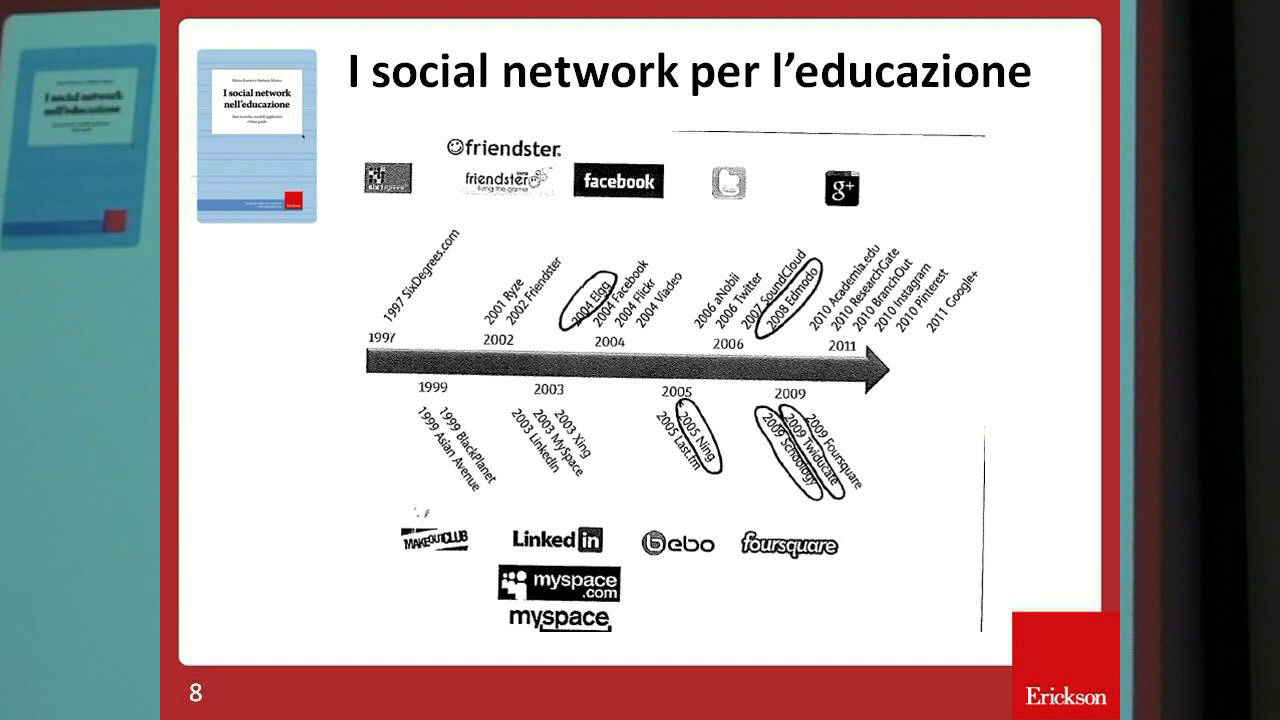 I social network per l'educazione
I social network
nell'educazione
friendster.
friendster
living the game
facebook
g+
1997 SixDegrees.com
2001 Ryze
2002 Friendster
2004 Elgg
2004 Facebook
2004 Flickr
2004 Viadeo
2006 aNobii
2006 Twitter
2007 SoundCloud
2008 Edmodo
2010 Academia.edu
2010 ResearchGate
2010 BranchOut
2010 Instagram
2010 Pinterest
2011 Google+
1997
2002
2004
2006
2011
1999
2003
2005
2009
1999 Asian Avenue
1999 BlackPlanet
2003 LinkedIn
2003 MySpace
2003 Xing
2005 Last.fm
2005 Ning
2009 Schoology
2009 Twiducate
2009 Foursquare
MAKEOUTCLUB
Linked in
bebo
foursquare
myspace
.com
myspace
8
Erickson